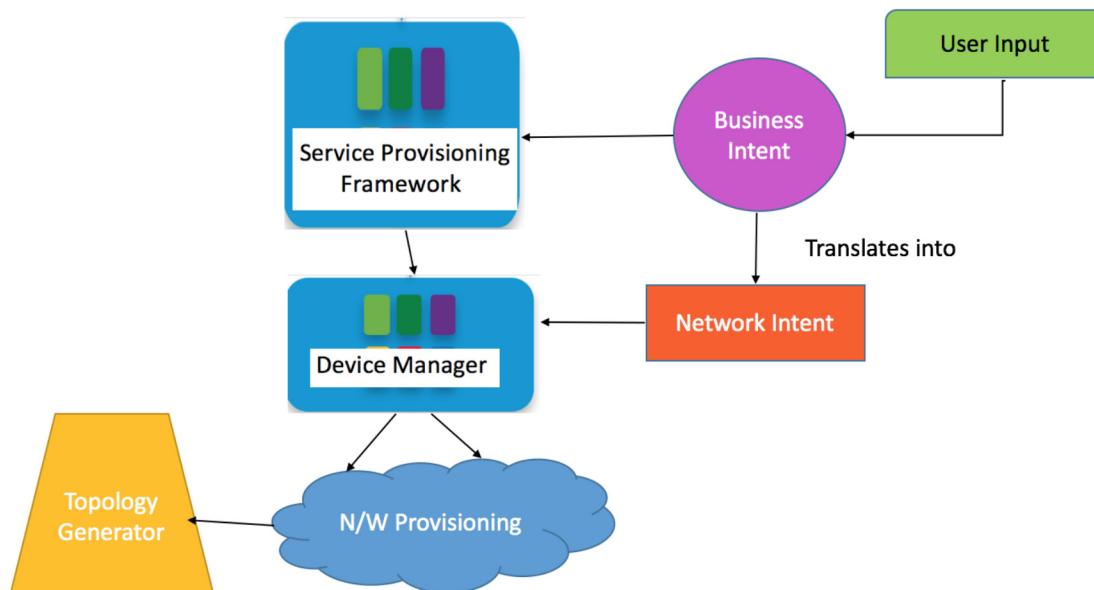 User Input
Business
Intent
Service Provisioning
Framework
Translates into
Network Intent
Device Manager
Topology
Generator
N/W Provisioning